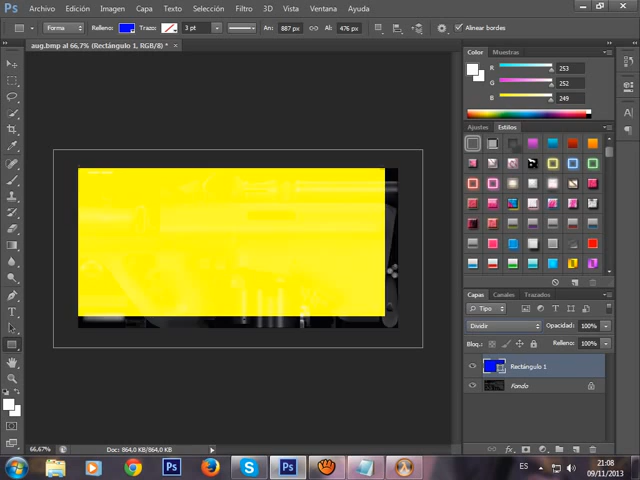 Ps Archivo Edición Imagen Capa Texto Selección Filtro 3D Vista Ventana Ayuda
Forma Relleno: Trazo: 3 pt An: 887 px Al: 476 px Alinear bordes
aug.bmp al 66,7% (Rectángulo 1, RGB/8) * ×
Color Muestras
R 253
G 252
B 249
Ajustes Estilos
Capas Canales Trazados
Tipo
Dividir Opacidad: 100%
Bloq.: Relleno: 100%
Rectángulo 1
Fondo
66,67% Doc: 864,0 KB/864,0 KB
ES 21:08
09/11/2013